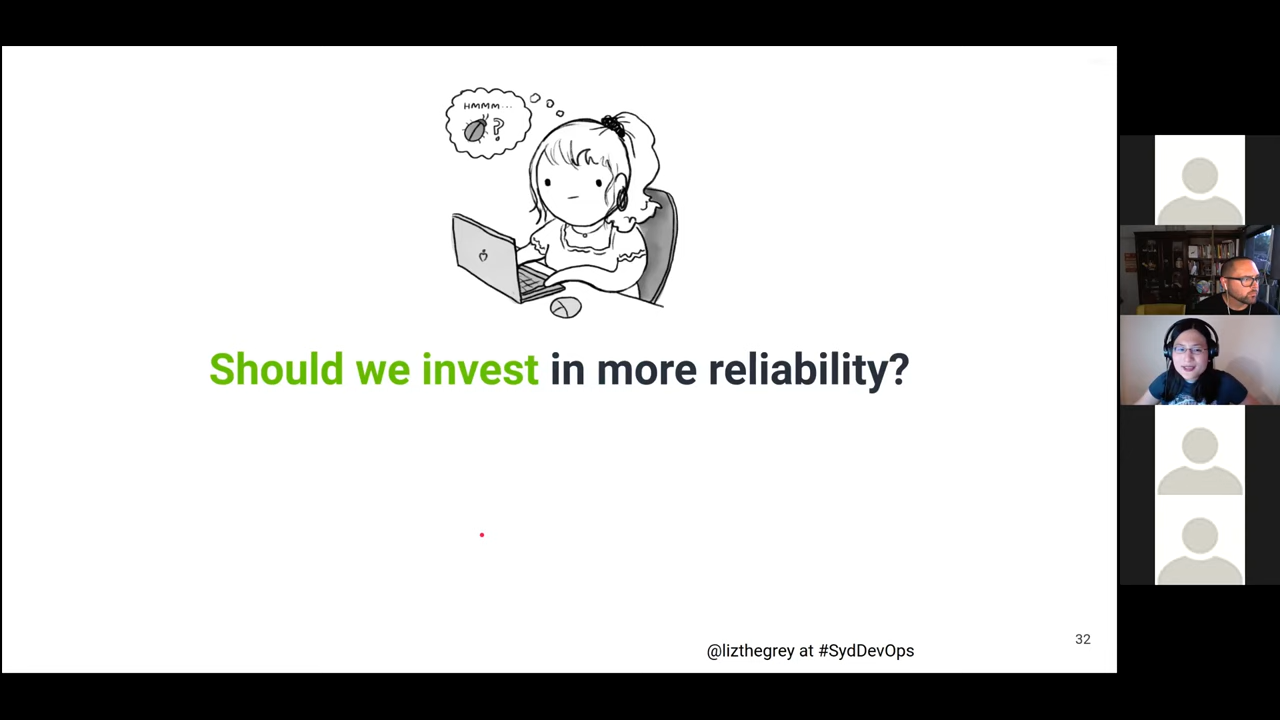 HMMM...
?
Should we invest in more reliability?
@lizthegrey at #SydDevOps
32